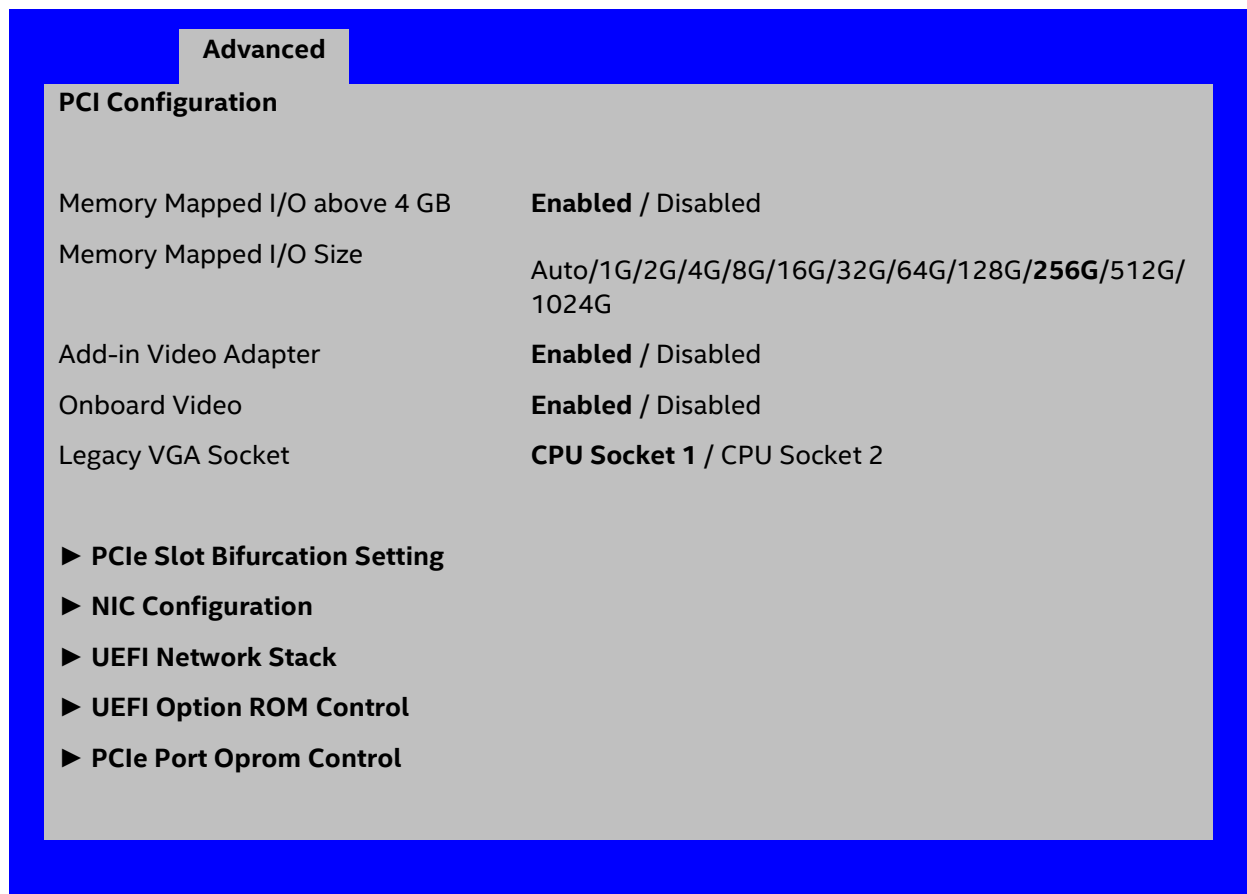 Advanced
PCI Configuration
Memory Mapped I/O above 4 GB Enabled / Disabled
Memory Mapped I/O Size Auto/1G/2G/4G/8G/16G/32G/64G/128G/256G/512G/
1024G
Add-in Video Adapter Enabled / Disabled
Onboard Video Enabled / Disabled
Legacy VGA Socket CPU Socket 1 / CPU Socket 2
► PCIe Slot Bifurcation Setting
► NIC Configuration
► UEFI Network Stack
► UEFI Option ROM Control
► PCIe Port Oprom Control